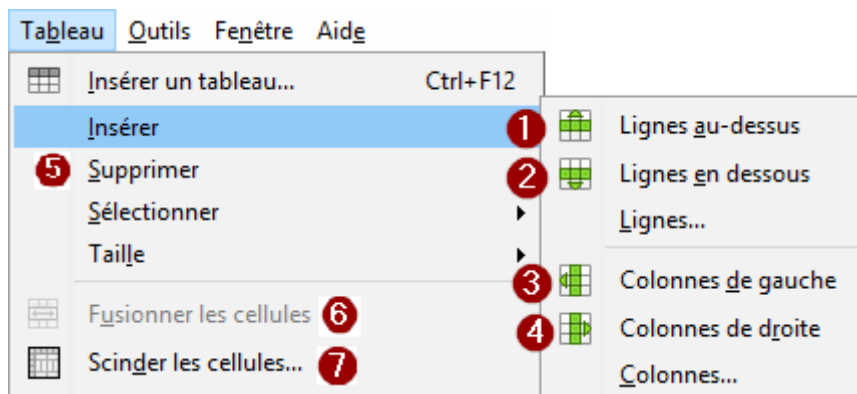 Tableau Outils Fenêtre Aide
Insérer un tableau... Ctrl+F12
Insérer
5 Supprimer
Sélectionner
Taille
Fusionner les cellules 6
Scinder les cellules... 7
1 Lignes au-dessus
2 Lignes en dessous
Lignes...
3 Colonnes de gauche
4 Colonnes de droite
Colonnes...